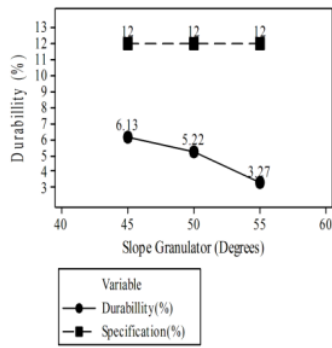 13
12
11
10
9
8
7
6
5
4
3
Durabillity (%)
12 12 12
6.13
5.22
3.27
40 45 50 55 60
Slope Granulator (Degrees)
Variable
Durabillity(%)
Specification(%)